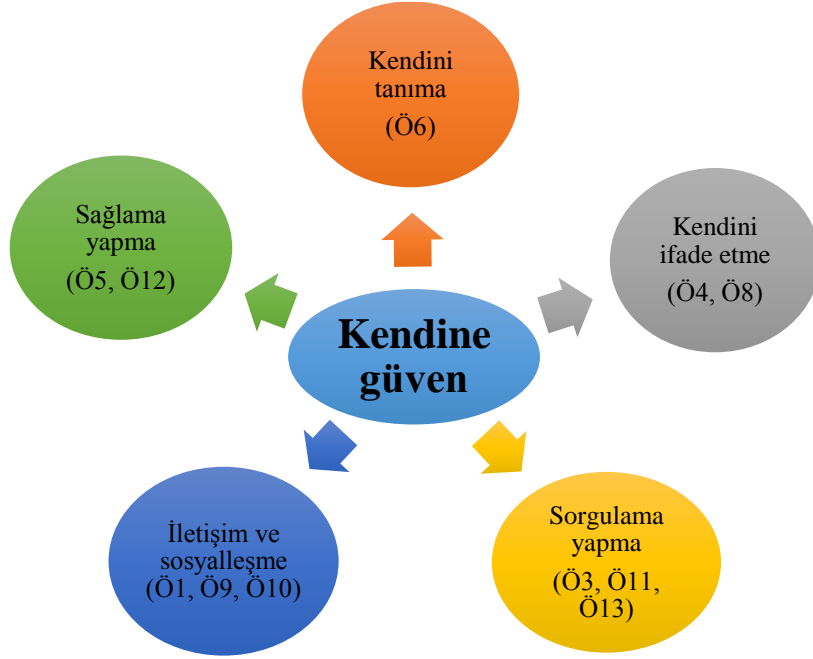 Kendini
tanıma
(Ö6)
Sağlama
yapma
(Ö5, Ö12)
Kendini
ifade etme
(Ö4, Ö8)
Kendine
güven
İletişim ve
sosyalleşme
(Ö1, Ö9, Ö10)
Sorgulama
yapma
(Ö3, Ö11,
Ö13)